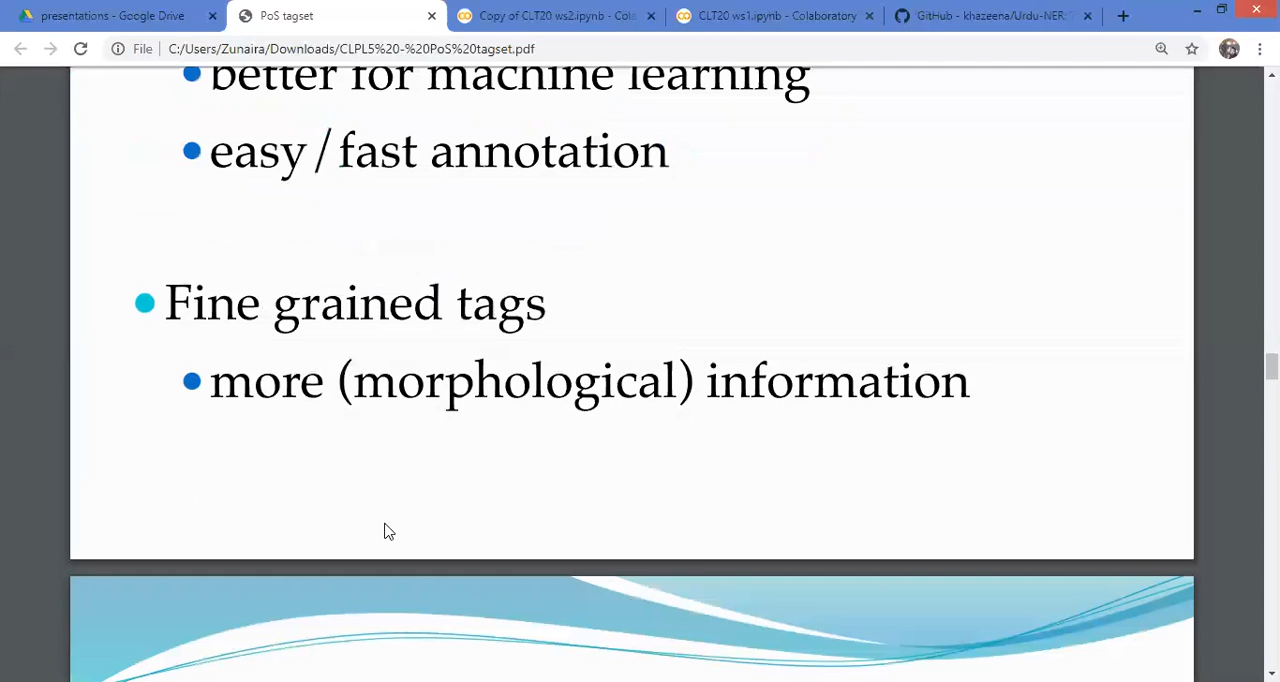 presentations - Google Drive
PoS tagset
Copy of CLT20 ws2.ipynb - Cola
CLT20 ws1.ipynb - Colaboratory
GitHub - khazeena/Urdu-NER:
File
C:/Users/Zunaira/Downloads/CLPL5%20-%20PoS%20tagset.pdf
better for machine learning
easy/fast annotation
Fine grained tags
more (morphological) information